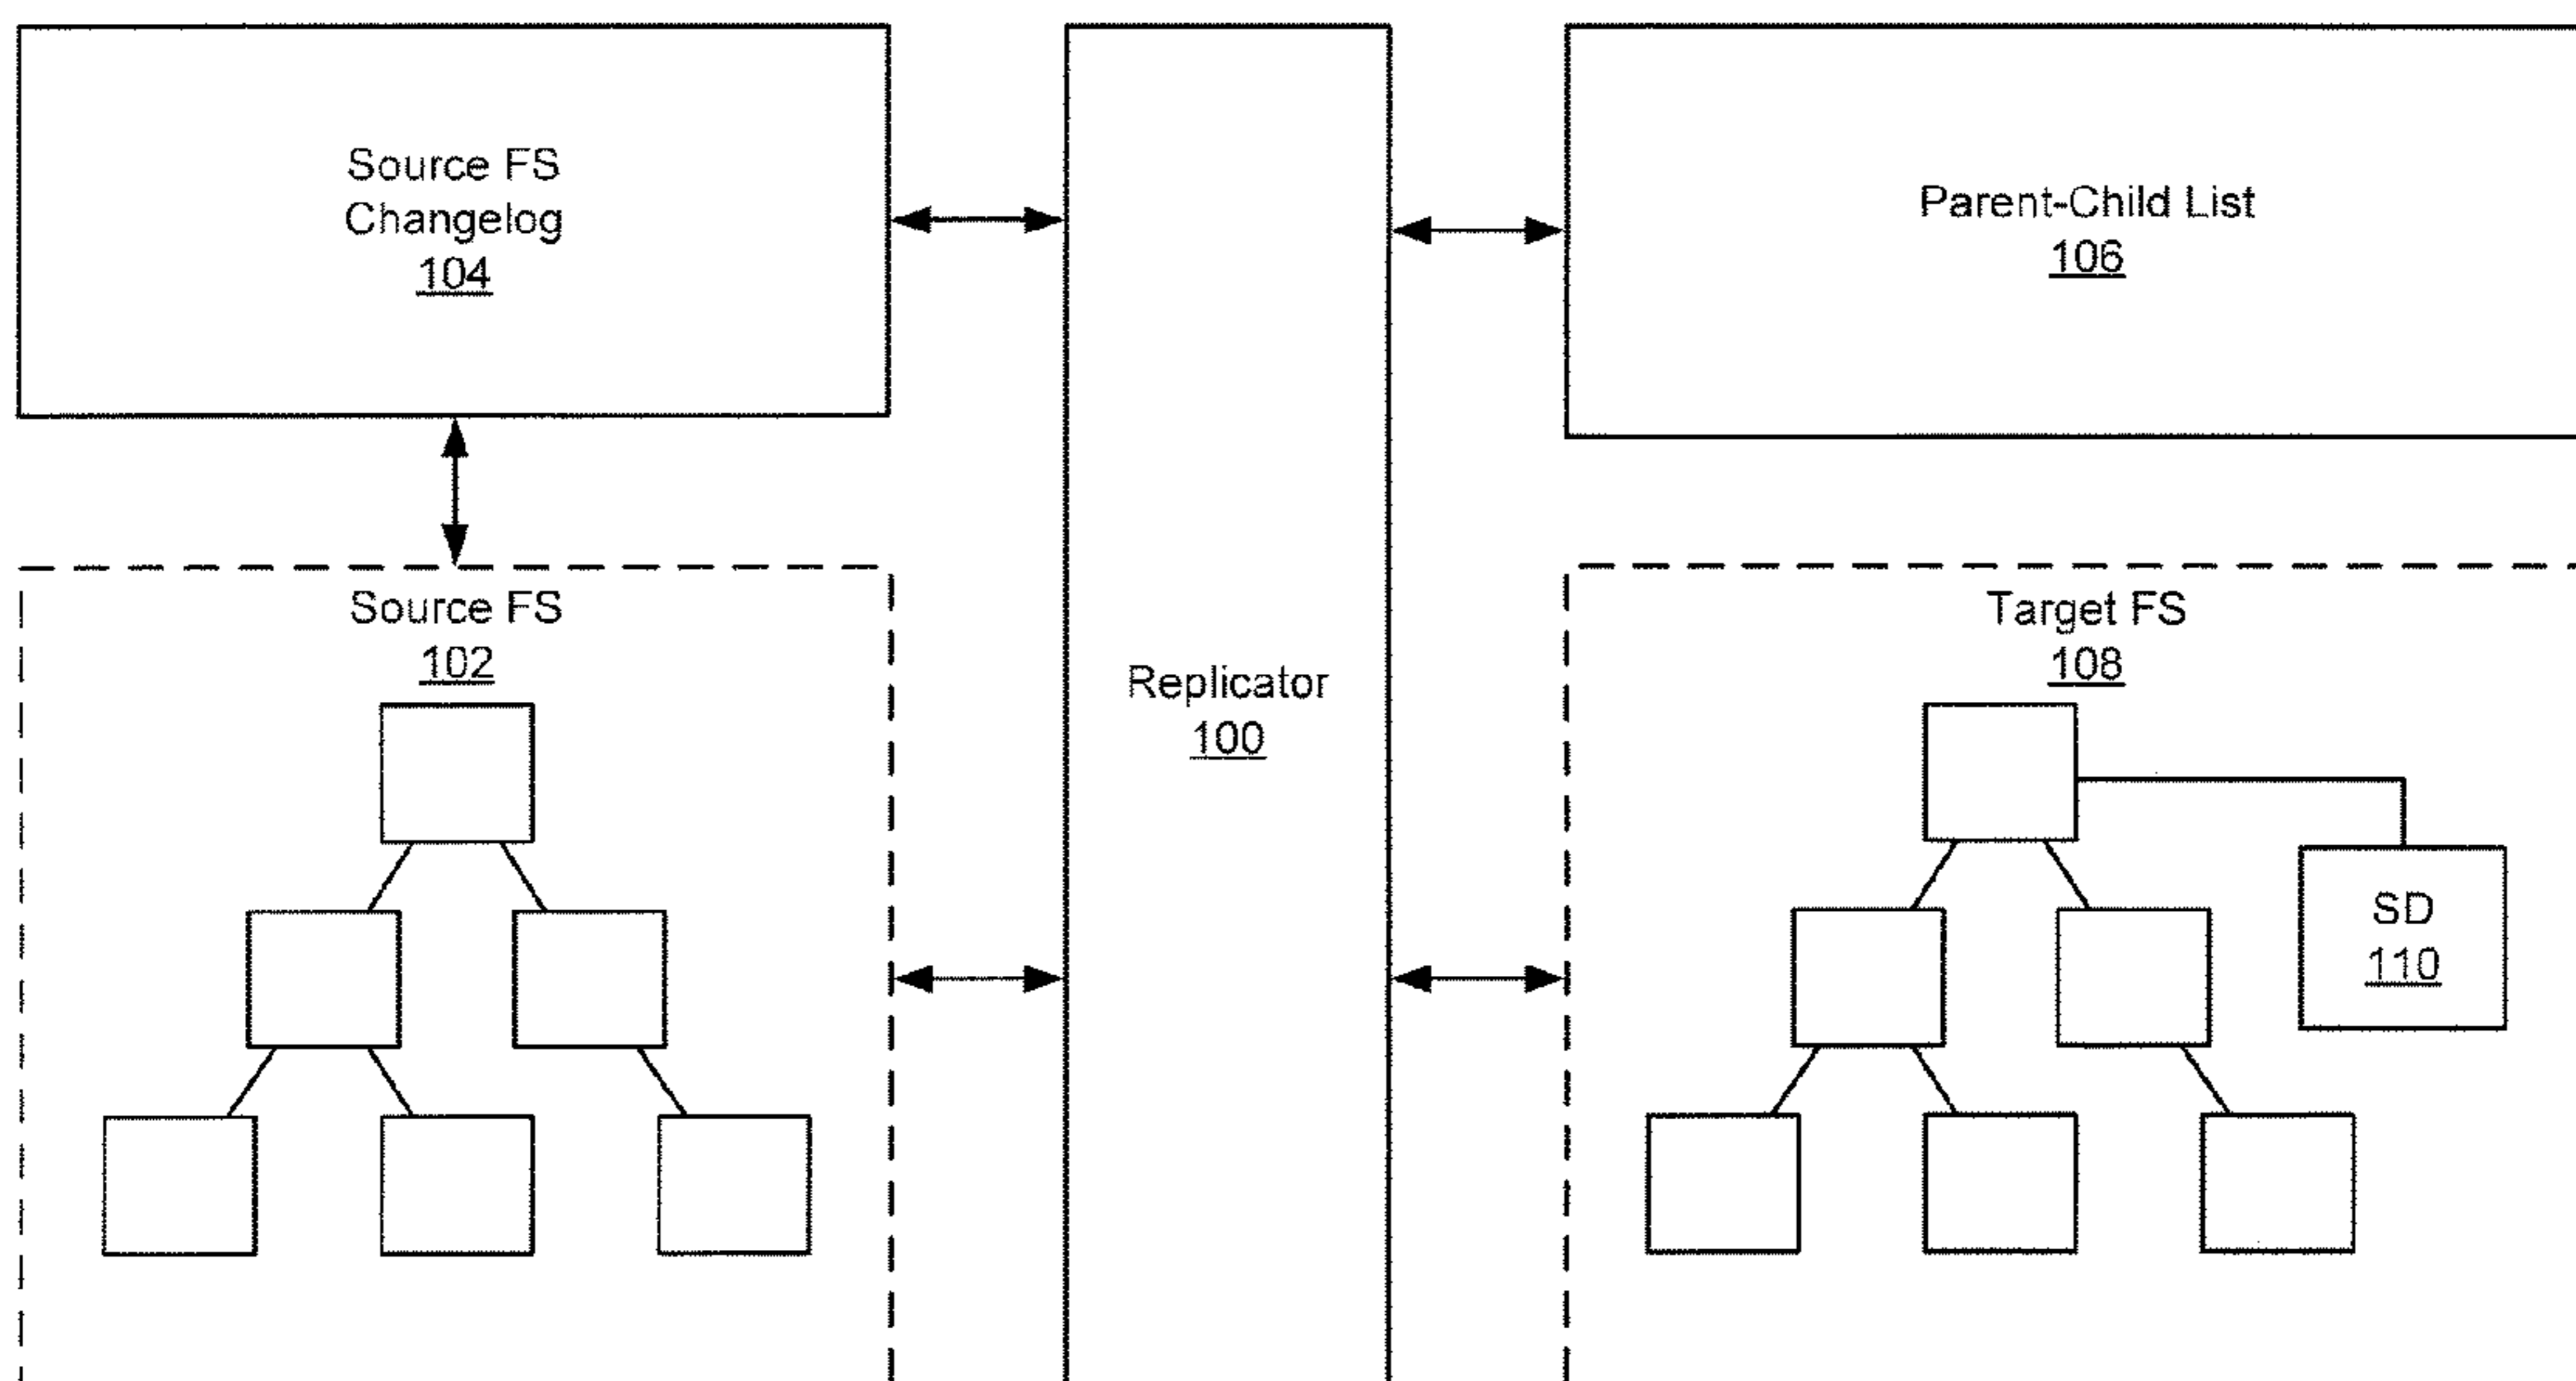 Source FS
Changelog
104
Parent-Child List
106
Source FS
102
Replicator
100
Target FS
108
SD
110